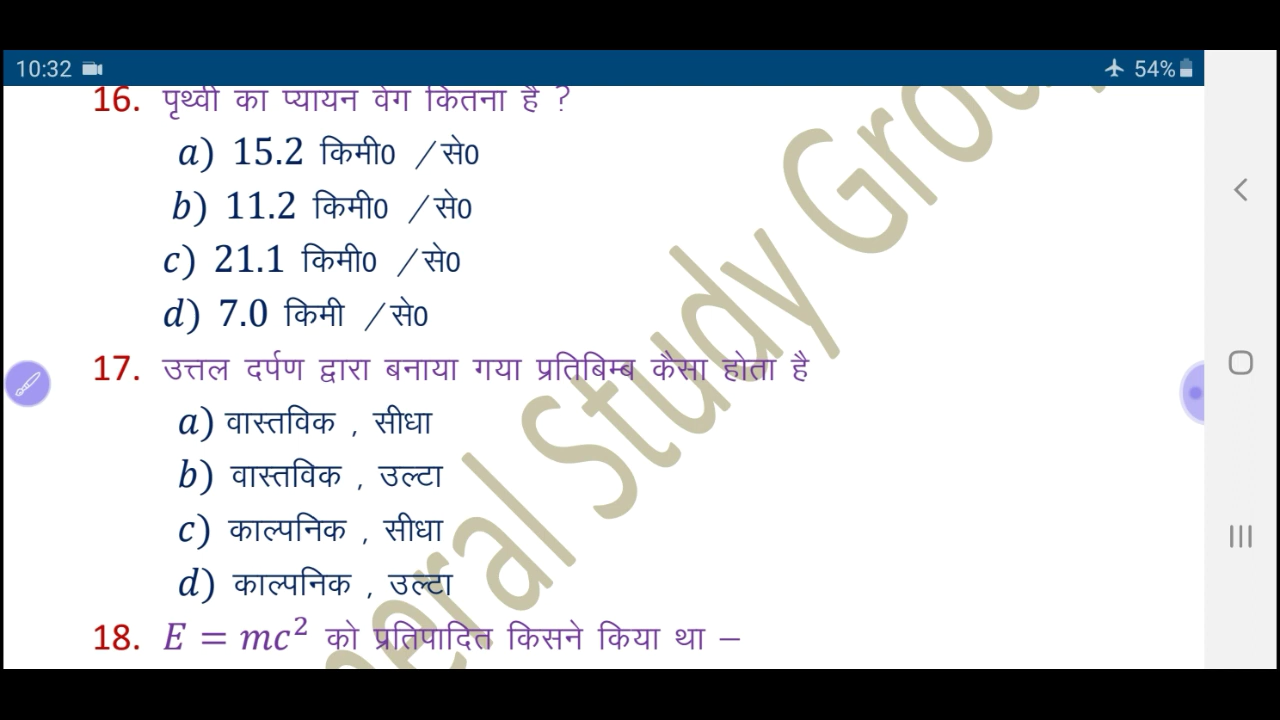 10:32
54%
16. पृथ्वी का प्यायन वेग कितना है ?
a) 15.2 किमी0 /से0
b) 11.2 किमी0 /से0
c) 21.1 किमी0 /से0
d) 7.0 किमी /से0
17. उत्तल दर्पण द्वारा बनाया गया प्रतिबिम्ब कैसा होता है
a) वास्तविक , सीधा
b) वास्तविक , उल्टा
c) काल्पनिक , सीधा
d) काल्पनिक , उल्टा
18. E = mc² को प्रतिपादित किसने किया था –
Study